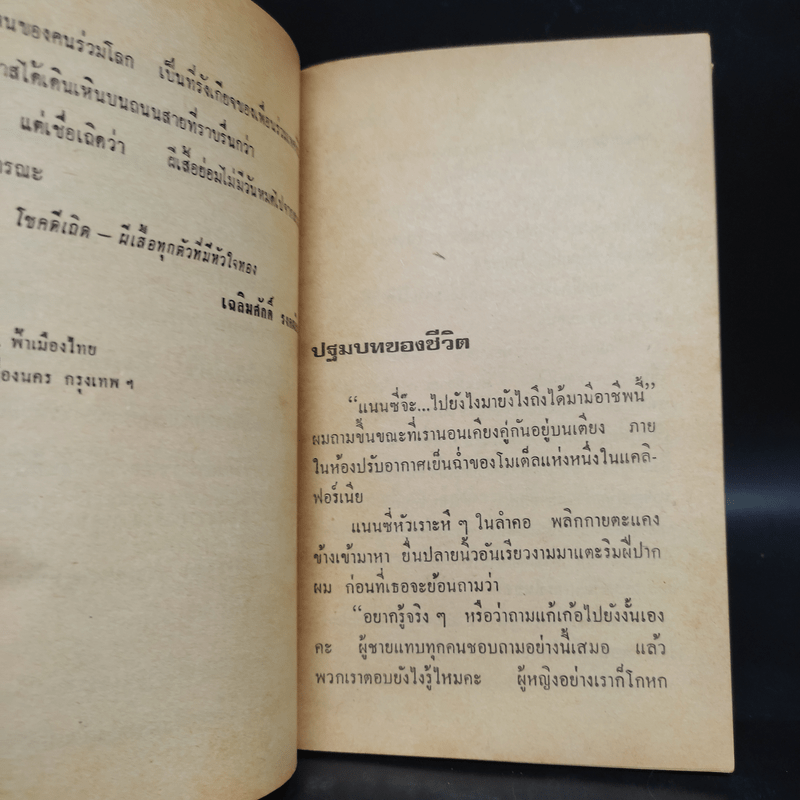 นของคนร่วมโลก เป็นที่รังเกียจของเพื่อนร่วม
าสได้เดินเหินบนถนนสายที่ราบรื่นกว่า
แต่เชื่อเถิดว่า ผีเสื้อย่อมไม่มีวันหมดไปจาก
รณะ
โชคดีเถิด — ผีเสื้อทุกตัวที่มีหัวใจทอง
เฉลิมศักดิ์
ฟ้าเมืองไทย
องนคร กรุงเทพฯ
ปฐมบทของชีวิต
“แนนซี่จ๊ะ...ไปยังไงมายังไงถึงได้มามีอาชีพนี้”
ผมถามขึ้นขณะที่เรานอนเคียงคู่กันอยู่บนเตียง ภาย
ในห้องปรับอากาศเย็นฉ่ำของโมเต็ลแห่งหนึ่งในแคลิ-
ฟอร์เนีย
แนนซี่หัวเราะหึ ๆ ในลำคอ พลิกกายตะแคง
ข้างเข้ามาหา ยื่นปลายนิ้วอันเรียวงามมาแตะริมฝีปาก
ผม ก่อนที่เธอจะย้อนถามว่า
“อยากรู้จริง ๆ หรือว่าถามแก้เก้อไปยังงั้นเอง
คะ ผู้ชายแทบทุกคนชอบถามอย่างนี้เสมอ แล้ว
พวกเราตอบยังไงรู้ไหมคะ ผู้หญิงอย่างเราก็โกหก